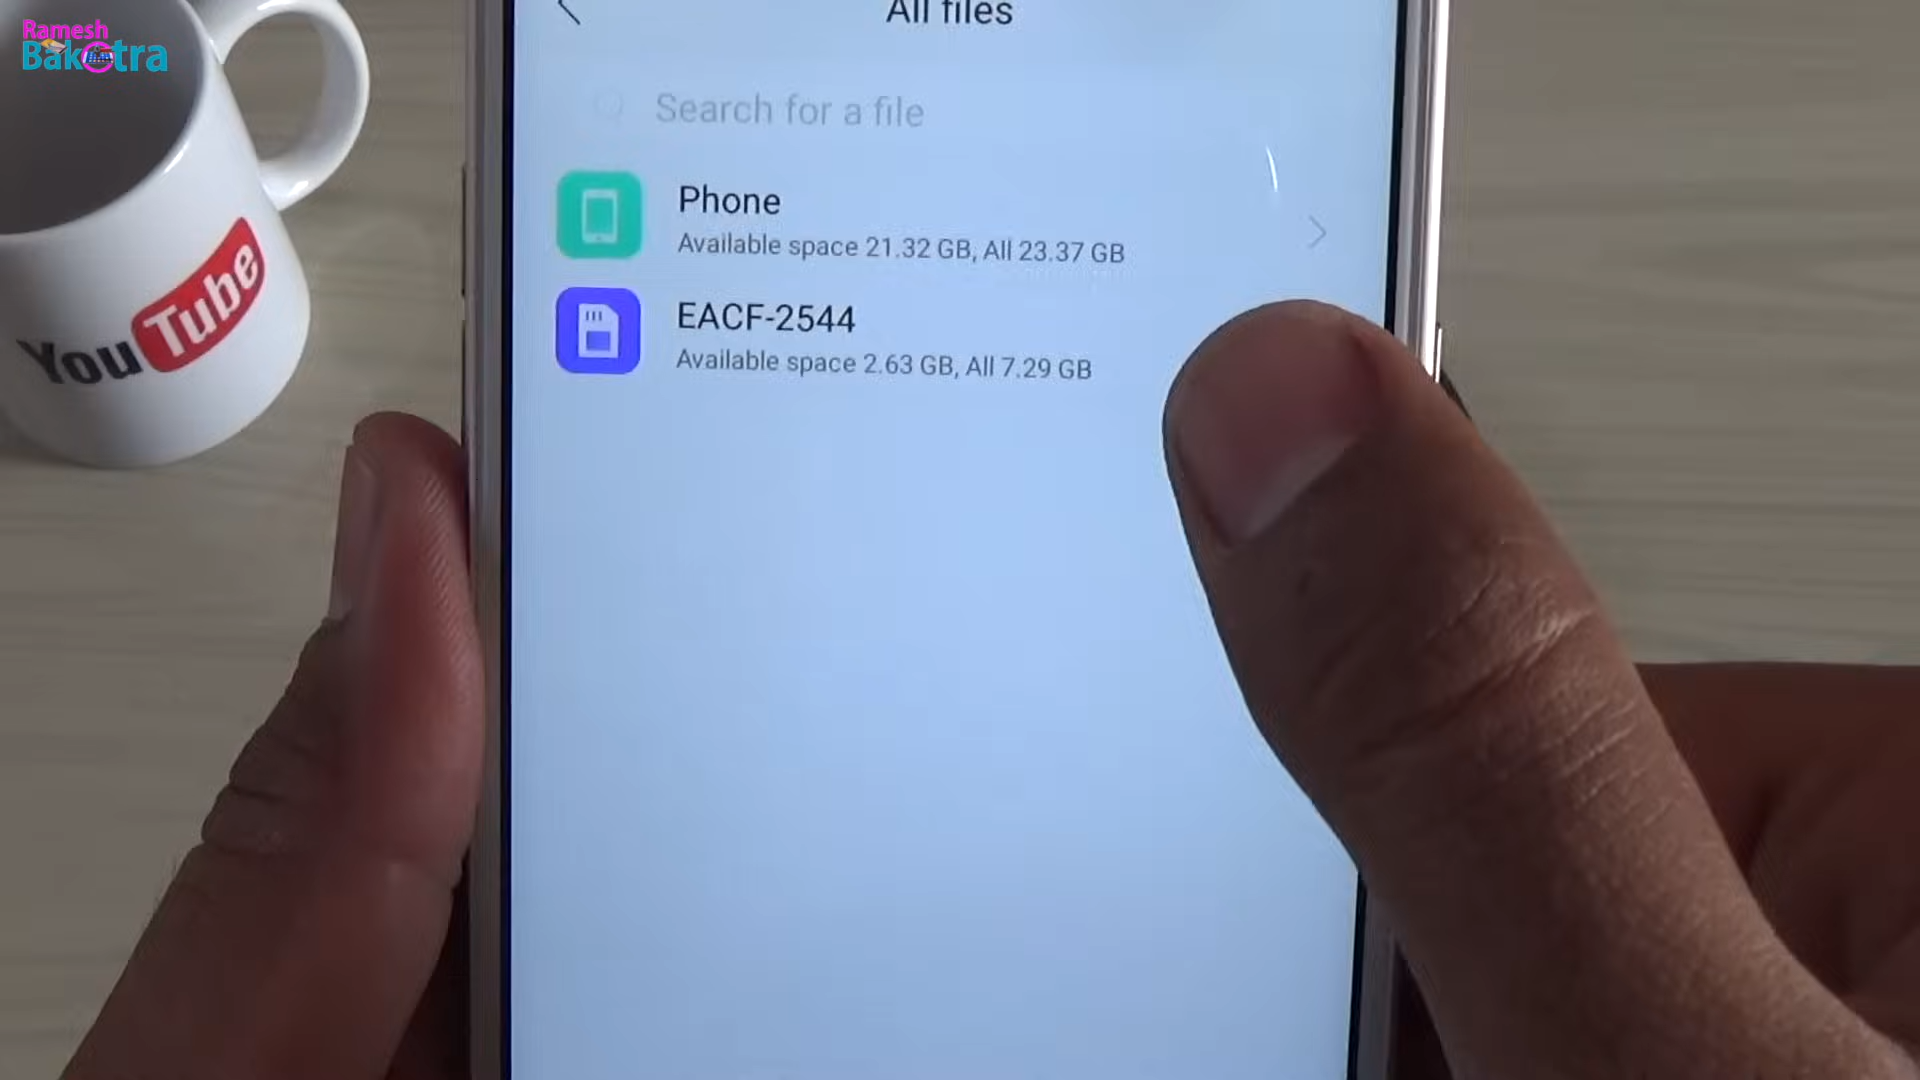 Ramesh
Bakotra
All files
Search for a file
Phone
Available space 21.32 GB, All 23.37 GB
EACF-2544
Available space 2.63 GB, All 7.29 GB
YouTube